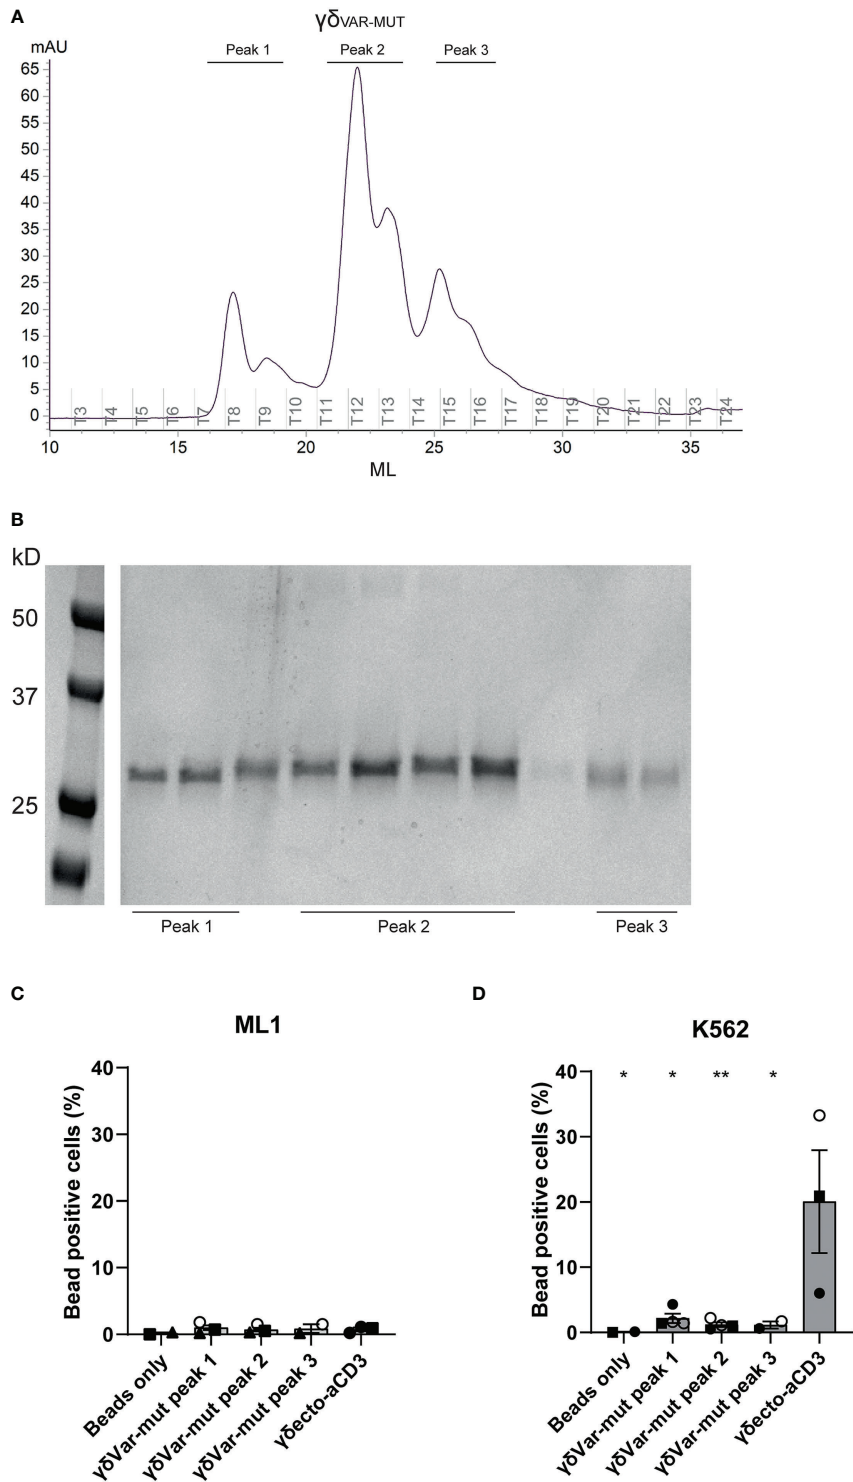 A
γδVAR-MUT
mAU
Peak 1 Peak 2 Peak 3
65
60
55
50
45
40
35
30
25
20
15
10
5
0
T3 T4 T5 T6 T7 T8 T9 T10 T11 T12 T13 T14 T15 T16 T17 T18 T19 T20 T21 T22 T23 T24
10 15 20 25 30 35
ML
B
kD
50
37
25
Peak 1 Peak 2 Peak 3
C
ML1
Bead positive cells (%)
40
30
20
10
0
Beads only
γδVar-mut peak 1
γδVar-mut peak 2
γδVar-mut peak 3
γδecto-aCD3
D
K562
Bead positive cells (%)
40
30
20
10
0
* * ** *
Beads only
γδVar-mut peak 1
γδVar-mut peak 2
γδVar-mut peak 3
γδecto-aCD3